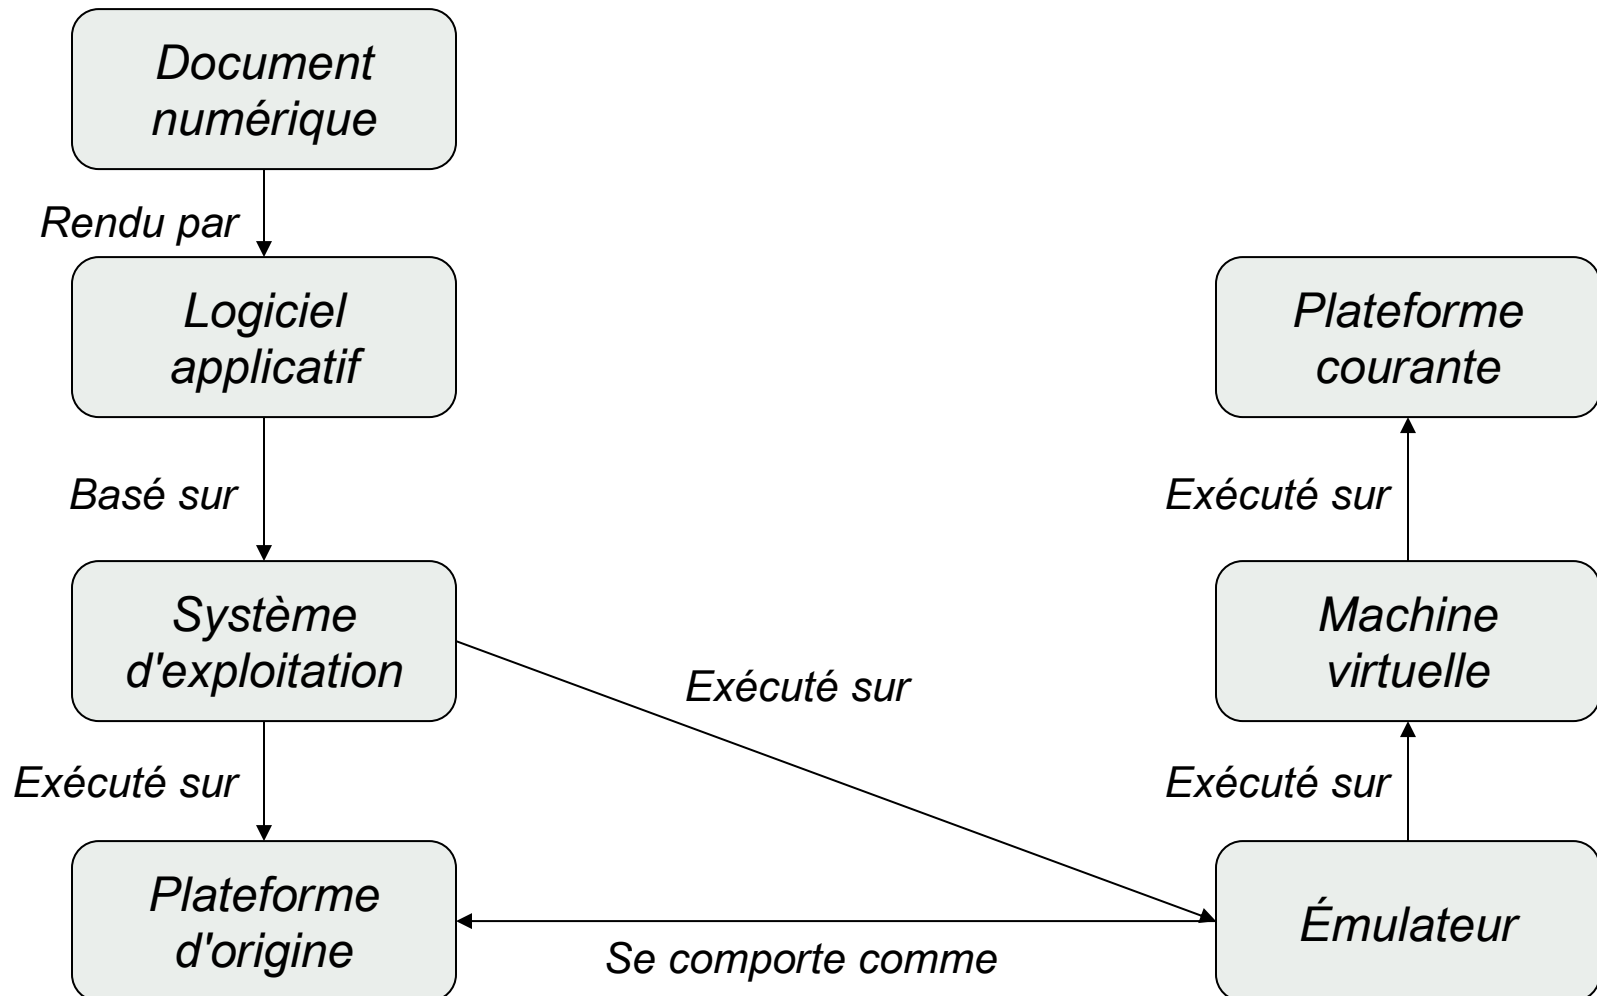 Document
numérique
Rendu par
Logiciel
applicatif
Plateforme
courante
Basé sur
Exécuté sur
Système
d'exploitation
Machine
virtuelle
Exécuté sur
Exécuté sur
Exécuté sur
Plateforme
d'origine
Émulateur
Se comporte comme